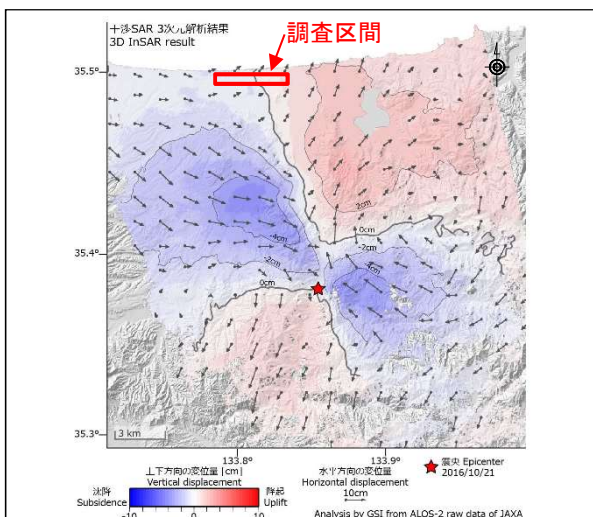 干渉SAR 3次元解析結果
3D InSAR result
調査区間
35.5°
2cm
0cm
-2cm
-4cm
35.4°
-4cm
-2cm
0cm
35.3°
3 km
133.8°
133.9°
上下方向の変位量 [cm]
Vertical displacement
水平方向の変位量
Horizontal displacement
10cm
震央 Epicenter
2016/10/21
沈降
Subsidence
隆起
Uplift
-10
0
10
Analysis by GSI from ALOS-2 raw data of JAXA